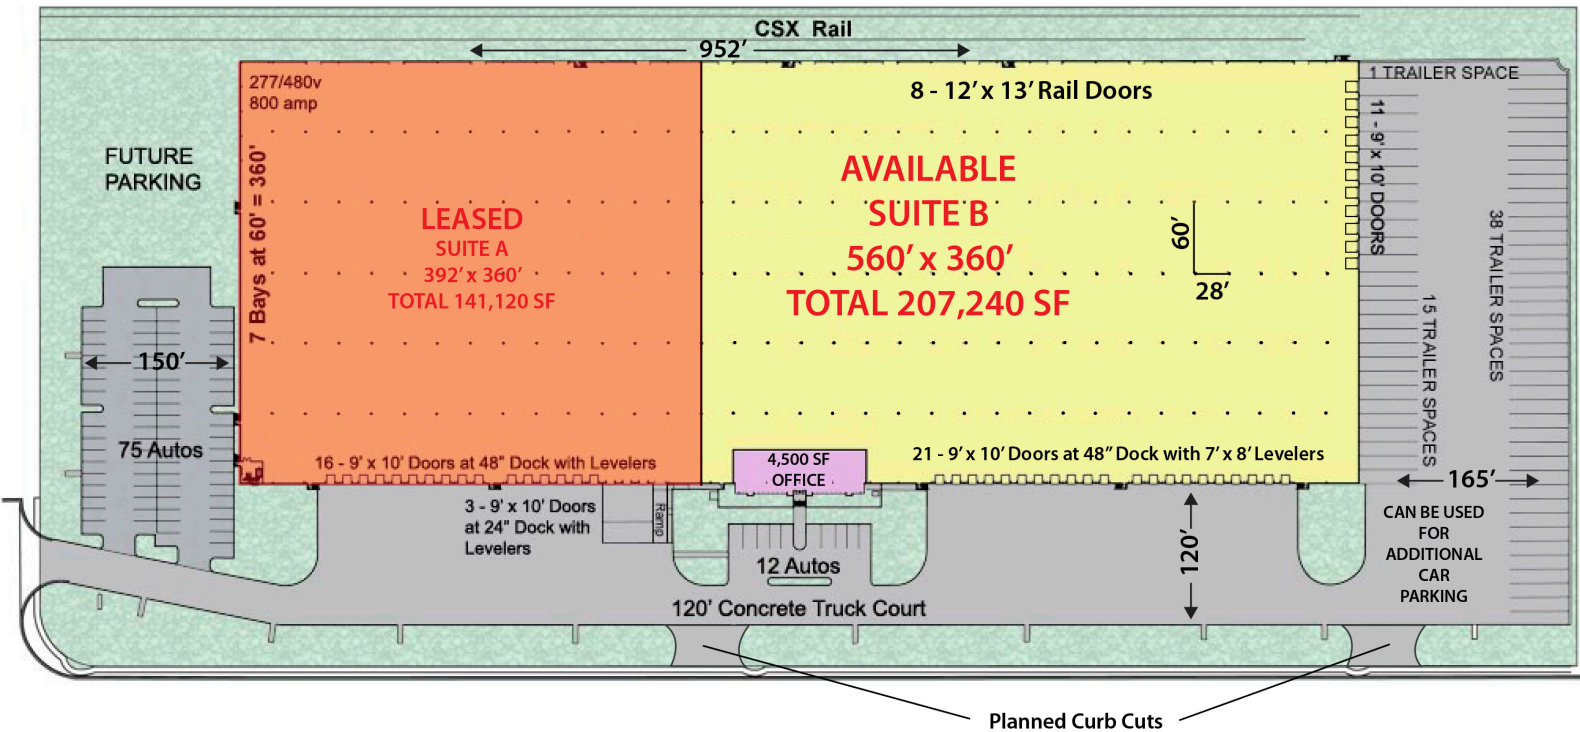 CSX Rail
952'
277/480v
800 amp
7 Bays at 60' = 360'
FUTURE
PARKING
LEASED
SUITE A
392' x 360'
TOTAL 141,120 SF
8 - 12' x 13' Rail Doors
AVAILABLE
SUITE B
560' x 360'
TOTAL 207,240 SF
60'
28'
1 TRAILER SPACE
11 - 9' x 10' DOORS
38 TRAILER SPACES
15 TRAILER SPACES
150'
75 Autos
16 - 9' x 10' Doors at 48" Dock with Levelers
4,500 SF
OFFICE
21 - 9' x 10' Doors at 48" Dock with 7' x 8' Levelers
3 - 9' x 10' Doors
at 24" Dock with
Levelers
Ramp
12 Autos
120'
165'
CAN BE USED
FOR
ADDITIONAL
CAR
PARKING
120' Concrete Truck Court
Planned Curb Cuts